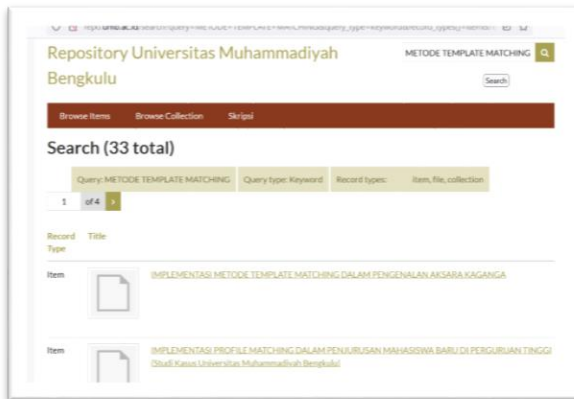 Repository Universitas Muhammadiyah
Bengkulu
METODE TEMPLATE MATCHING
Search
Browse Items Browse Collection Skripsi
Search (33 total)
Query: METODE TEMPLATE MATCHING Query type: Keyword Record types: Item, file, collection
1 of 4 >
Record Title
Type
Item IMPLEMENTASI METODE TEMPLATE MATCHING DALAM PENGENALAN AKSARA KAGANGA
Item IMPLEMENTASI PROFILE MATCHING DALAM PENJURUSAN MAHASISWA BARU DI PERGURUAN TINGGI
(Studi Kasus Universitas Muhammadiyah Bengkulu)